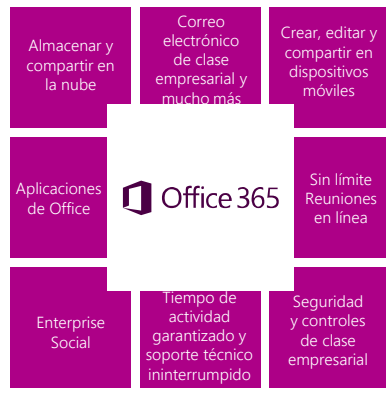 Almacenar y
compartir en
la nube
Correo
electrónico
de clase
empresarial y
mucho más
Crear, editar y
compartir en
dispositivos
móviles
Aplicaciones
de Office
Office 365
Sin límite
Reuniones
en línea
Enterprise
Social
Tiempo de
actividad
garantizado y
soporte técnico
ininterrumpido
Seguridad
y controles
de clase
empresarial